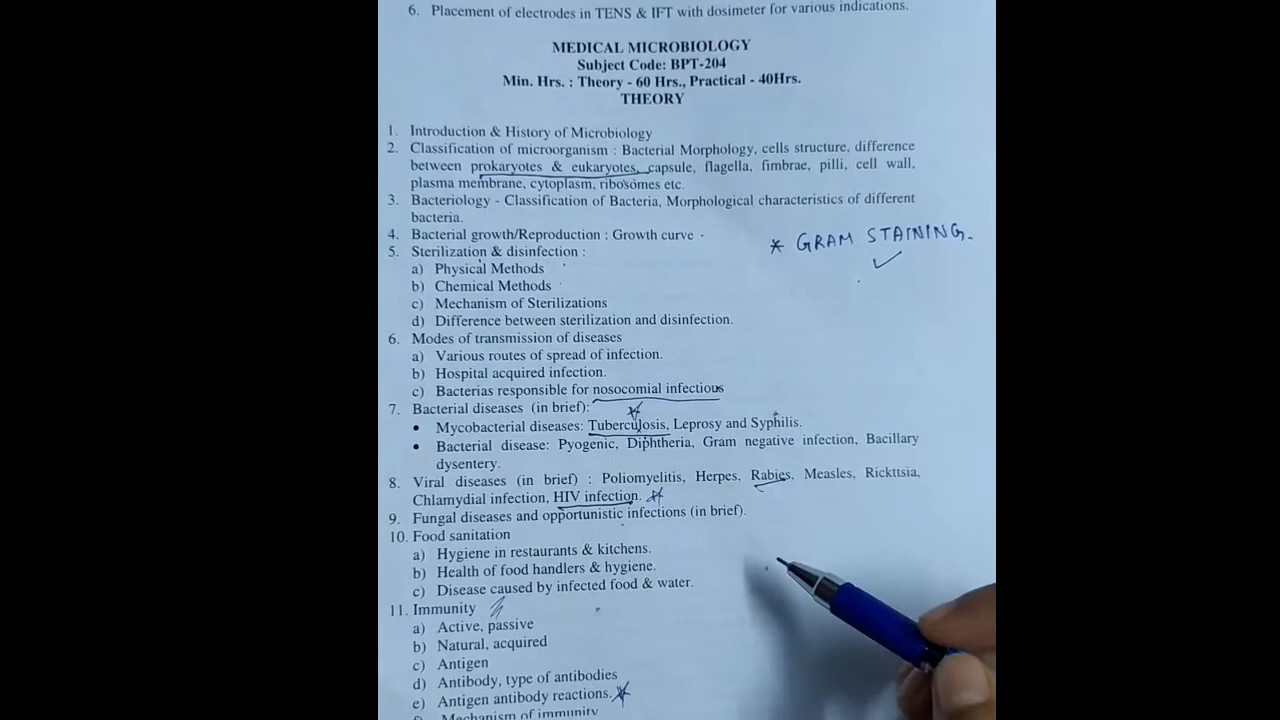 6. Placement of electrodes in TENS & IFT with dosimeter for various indications.
MEDICAL MICROBIOLOGY
Subject Code: BPT-204
Min. Hrs. : Theory - 60 Hrs., Practical - 40Hrs.
THEORY
1. Introduction & History of Microbiology
2. Classification of microorganism : Bacterial Morphology, cells structure, difference
between prokaryotes & eukaryotes, capsule, flagella, fimbrae, pilli, cell wall,
plasma membrane, cytoplasm, ribosomes etc.
3. Bacteriology - Classification of Bacteria, Morphological characteristics of different
bacteria.
4. Bacterial growth/Reproduction : Growth curve
* GRAM STAINING.
5. Sterilization & disinfection :
a) Physical Methods
b) Chemical Methods
c) Mechanism of Sterilizations
d) Difference between sterilization and disinfection.
6. Modes of transmission of diseases
a) Various routes of spread of infection.
b) Hospital acquired infection.
c) Bacterias responsible for nosocomial infectious
7. Bacterial diseases (in brief):
• Mycobacterial diseases: Tuberculosis, Leprosy and Syphilis.
• Bacterial disease: Pyogenic, Diphtheria, Gram negative infection, Bacillary
dysentery.
8. Viral diseases (in brief) : Poliomyelitis, Herpes, Rabies, Measles, Rickttsia,
Chlamydial infection, HIV infection.
9. Fungal diseases and opportunistic infections (in brief).
10. Food sanitation
a) Hygiene in restaurants & kitchens.
b) Health of food handlers & hygiene.
c) Disease caused by infected food & water.
11. Immunity
a) Active, passive
b) Natural, acquired
c) Antigen
d) Antibody, type of antibodies
e) Antigen antibody reactions.
f) Mechanism of immunity